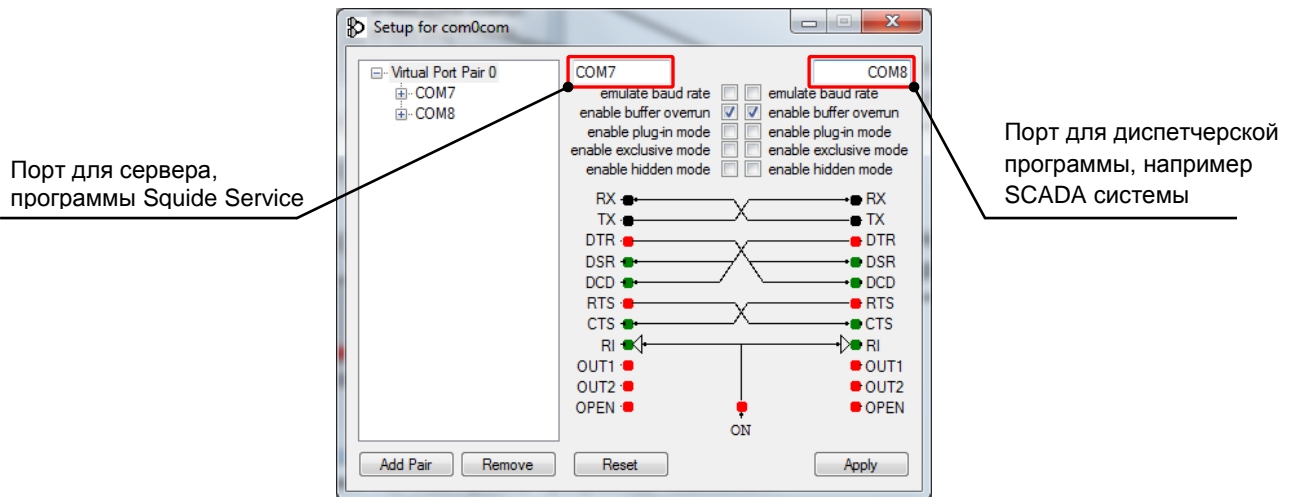 Setup for com0com
Virtual Port Pair 0
COM7
COM8
COM7
COM8
emulate baud rate
emulate baud rate
enable buffer overrun
enable buffer overrun
enable plug-in mode
enable plug-in mode
enable exclusive mode
enable exclusive mode
enable hidden mode
enable hidden mode
Порт для сервера,
программы Squide Service
Порт для диспетчерской
программы, например
SCADA системы
RX
RX
TX
TX
DTR
DTR
DSR
DSR
DCD
DCD
RTS
RTS
CTS
CTS
RI
RI
OUT1
OUT1
OUT2
OUT2
OPEN
OPEN
ON
Add Pair
Remove
Reset
Apply